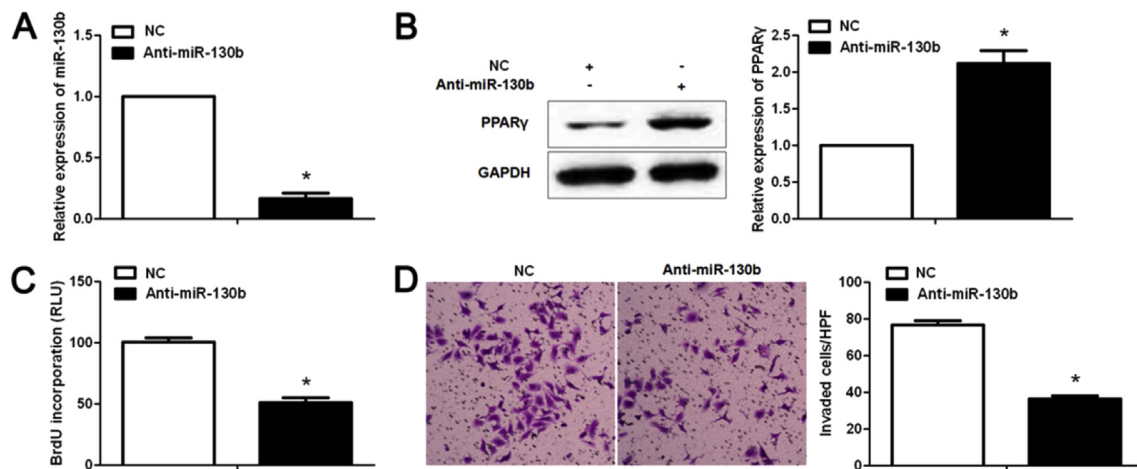 A
NC
Anti-miR-130b
Relative expression of miR-130b
1.5
1.0
0.5
0.0
*
B
NC + -
Anti-miR-130b - +
PPARγ
GAPDH
NC
Anti-miR-130b
Relative expression of PPARγ
2.5
2.0
1.5
1.0
0.5
0.0
*
C
NC
Anti-miR-130b
BrdU incorporation (RLU)
150
100
50
0
*
D
NC Anti-miR-130b
NC
Anti-miR-130b
Invaded cells/HPF
100
80
60
40
20
0
*